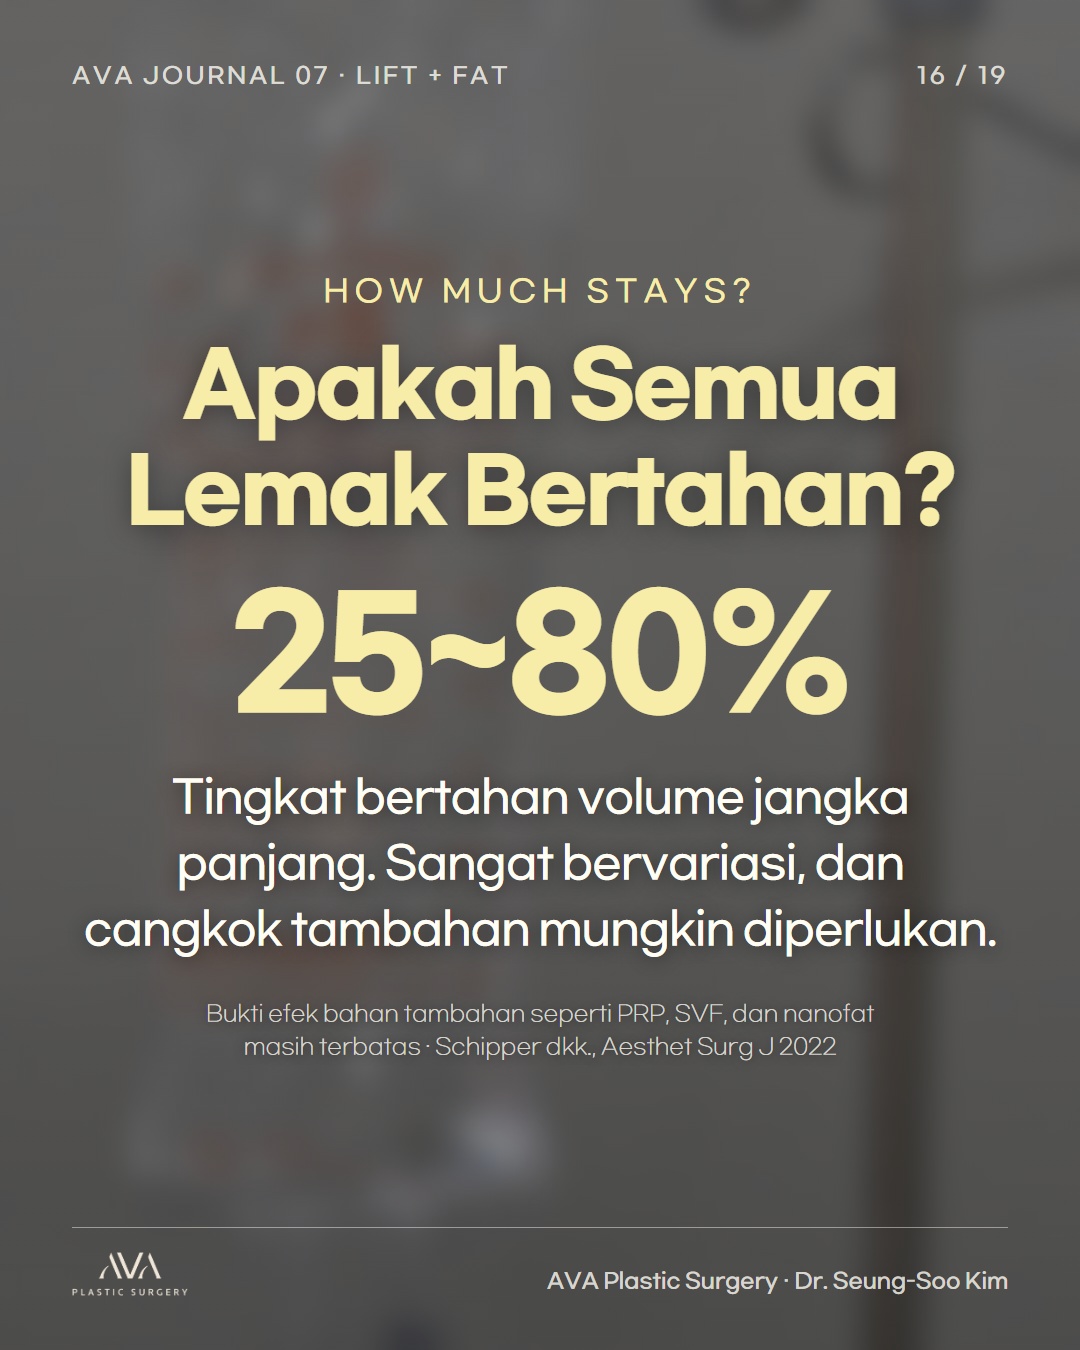 AVA JOURNAL 07 · LIFT + FAT
16 / 19
HOW MUCH STAYS?
Apakah Semua
Lemak Bertahan?
25~80%
Tingkat bertahan volume jangka
panjang. Sangat bervariasi, dan
cangkok tambahan mungkin diperlukan.
Bukti efek bahan tambahan seperti PRP, SVF, dan nanofat
masih terbatas · Schipper dkk., Aesthet Surg J 2022
AVA
PLASTIC SURGERY
AVA Plastic Surgery · Dr. Seung-Soo Kim